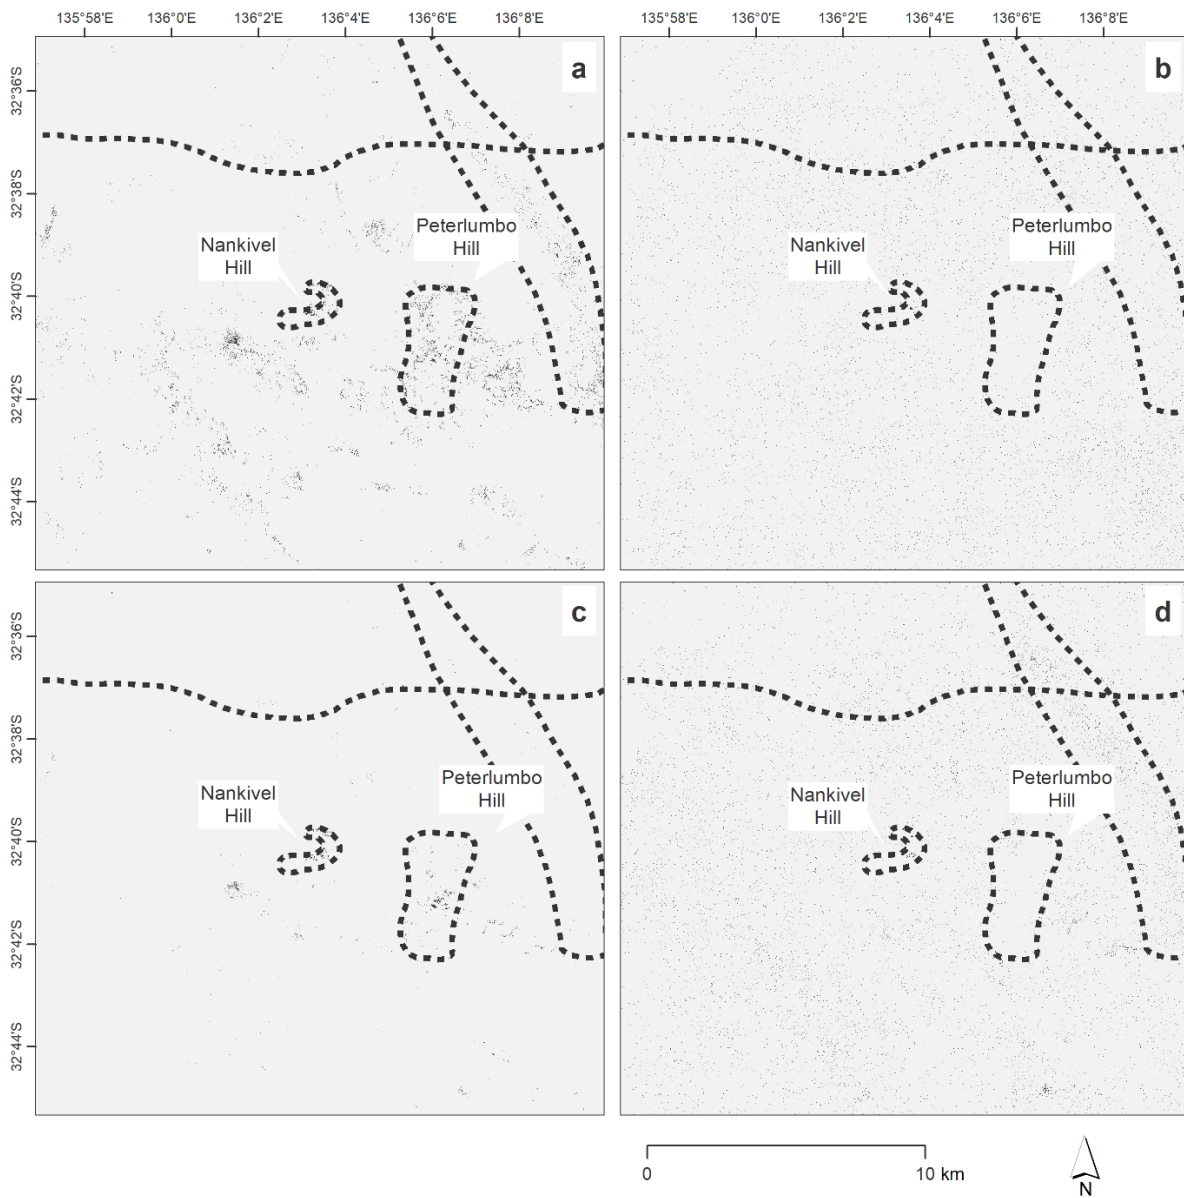 135°58'E 136°0'E 136°2'E 136°4'E 136°6'E 136°8'E 135°58'E 136°0'E 136°2'E 136°4'E 136°6'E 136°8'E
a
b
32°36'S
32°38'S
32°40'S
32°42'S
32°44'S
Nankivel
Hill
Peterlumbo
Hill
Nankivel
Hill
Peterlumbo
Hill
c
d
32°36'S
32°38'S
32°40'S
32°42'S
32°44'S
Nankivel
Hill
Peterlumbo
Hill
Nankivel
Hill
Peterlumbo
Hill
0 10 km
N